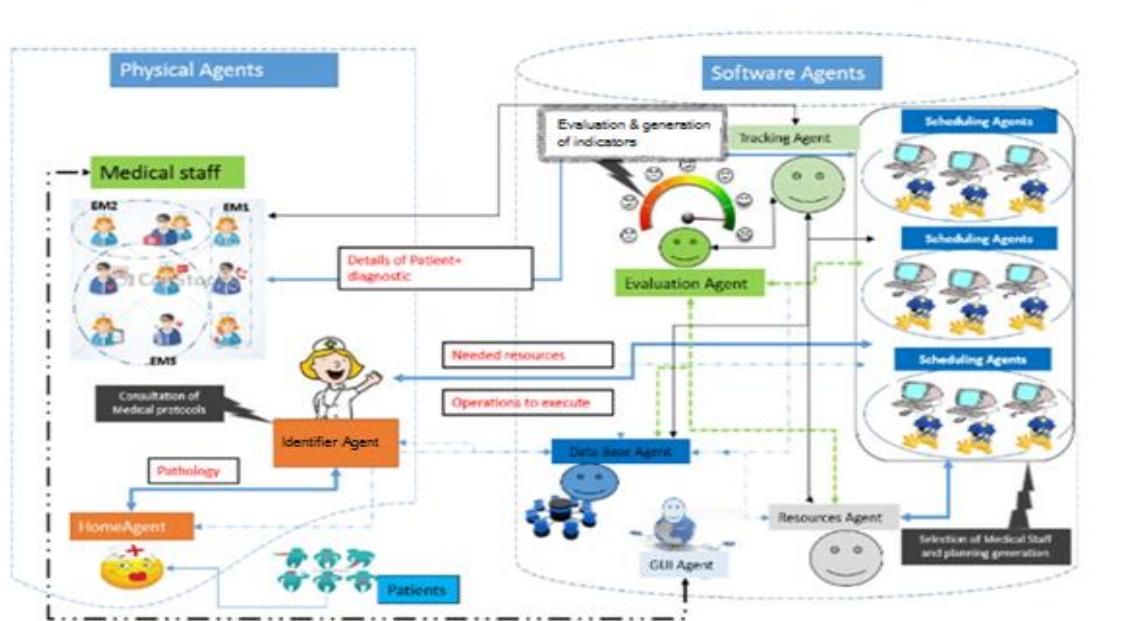 Physical Agents
Software Agents
Evaluation & generation
of indicators
Tracking Agent
Scheduling Agents
Medical staff
EM2
EM1
Details of Patient+
diagnostic
Evaluation Agent
Scheduling Agents
EM3
Needed resources
Scheduling Agents
Consultation of
Medical protocols
Operations to execute
Identifier Agent
Data Base Agent
Pathology
HomeAgent
Resources Agent
Selection of Medical Staff
and planning generation
GUI Agent
Patients